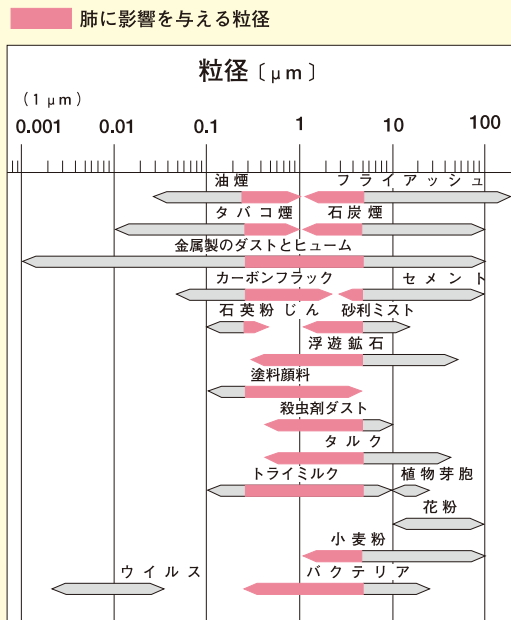 肺に影響を与える粒径
粒径〔μm〕
(1 μm)
0.001 0.01 0.1 1 10 100
油煙 フライアッシュ
タバコ煙 石炭煙
金属製のダストとヒューム
カーボンフラック セメント
石英粉じん 砂利ミスト
浮遊鉱石
塗料顔料
殺虫剤ダスト
タルク
トライミルク 植物芽胞
花粉
小麦粉
ウイルス バクテリア